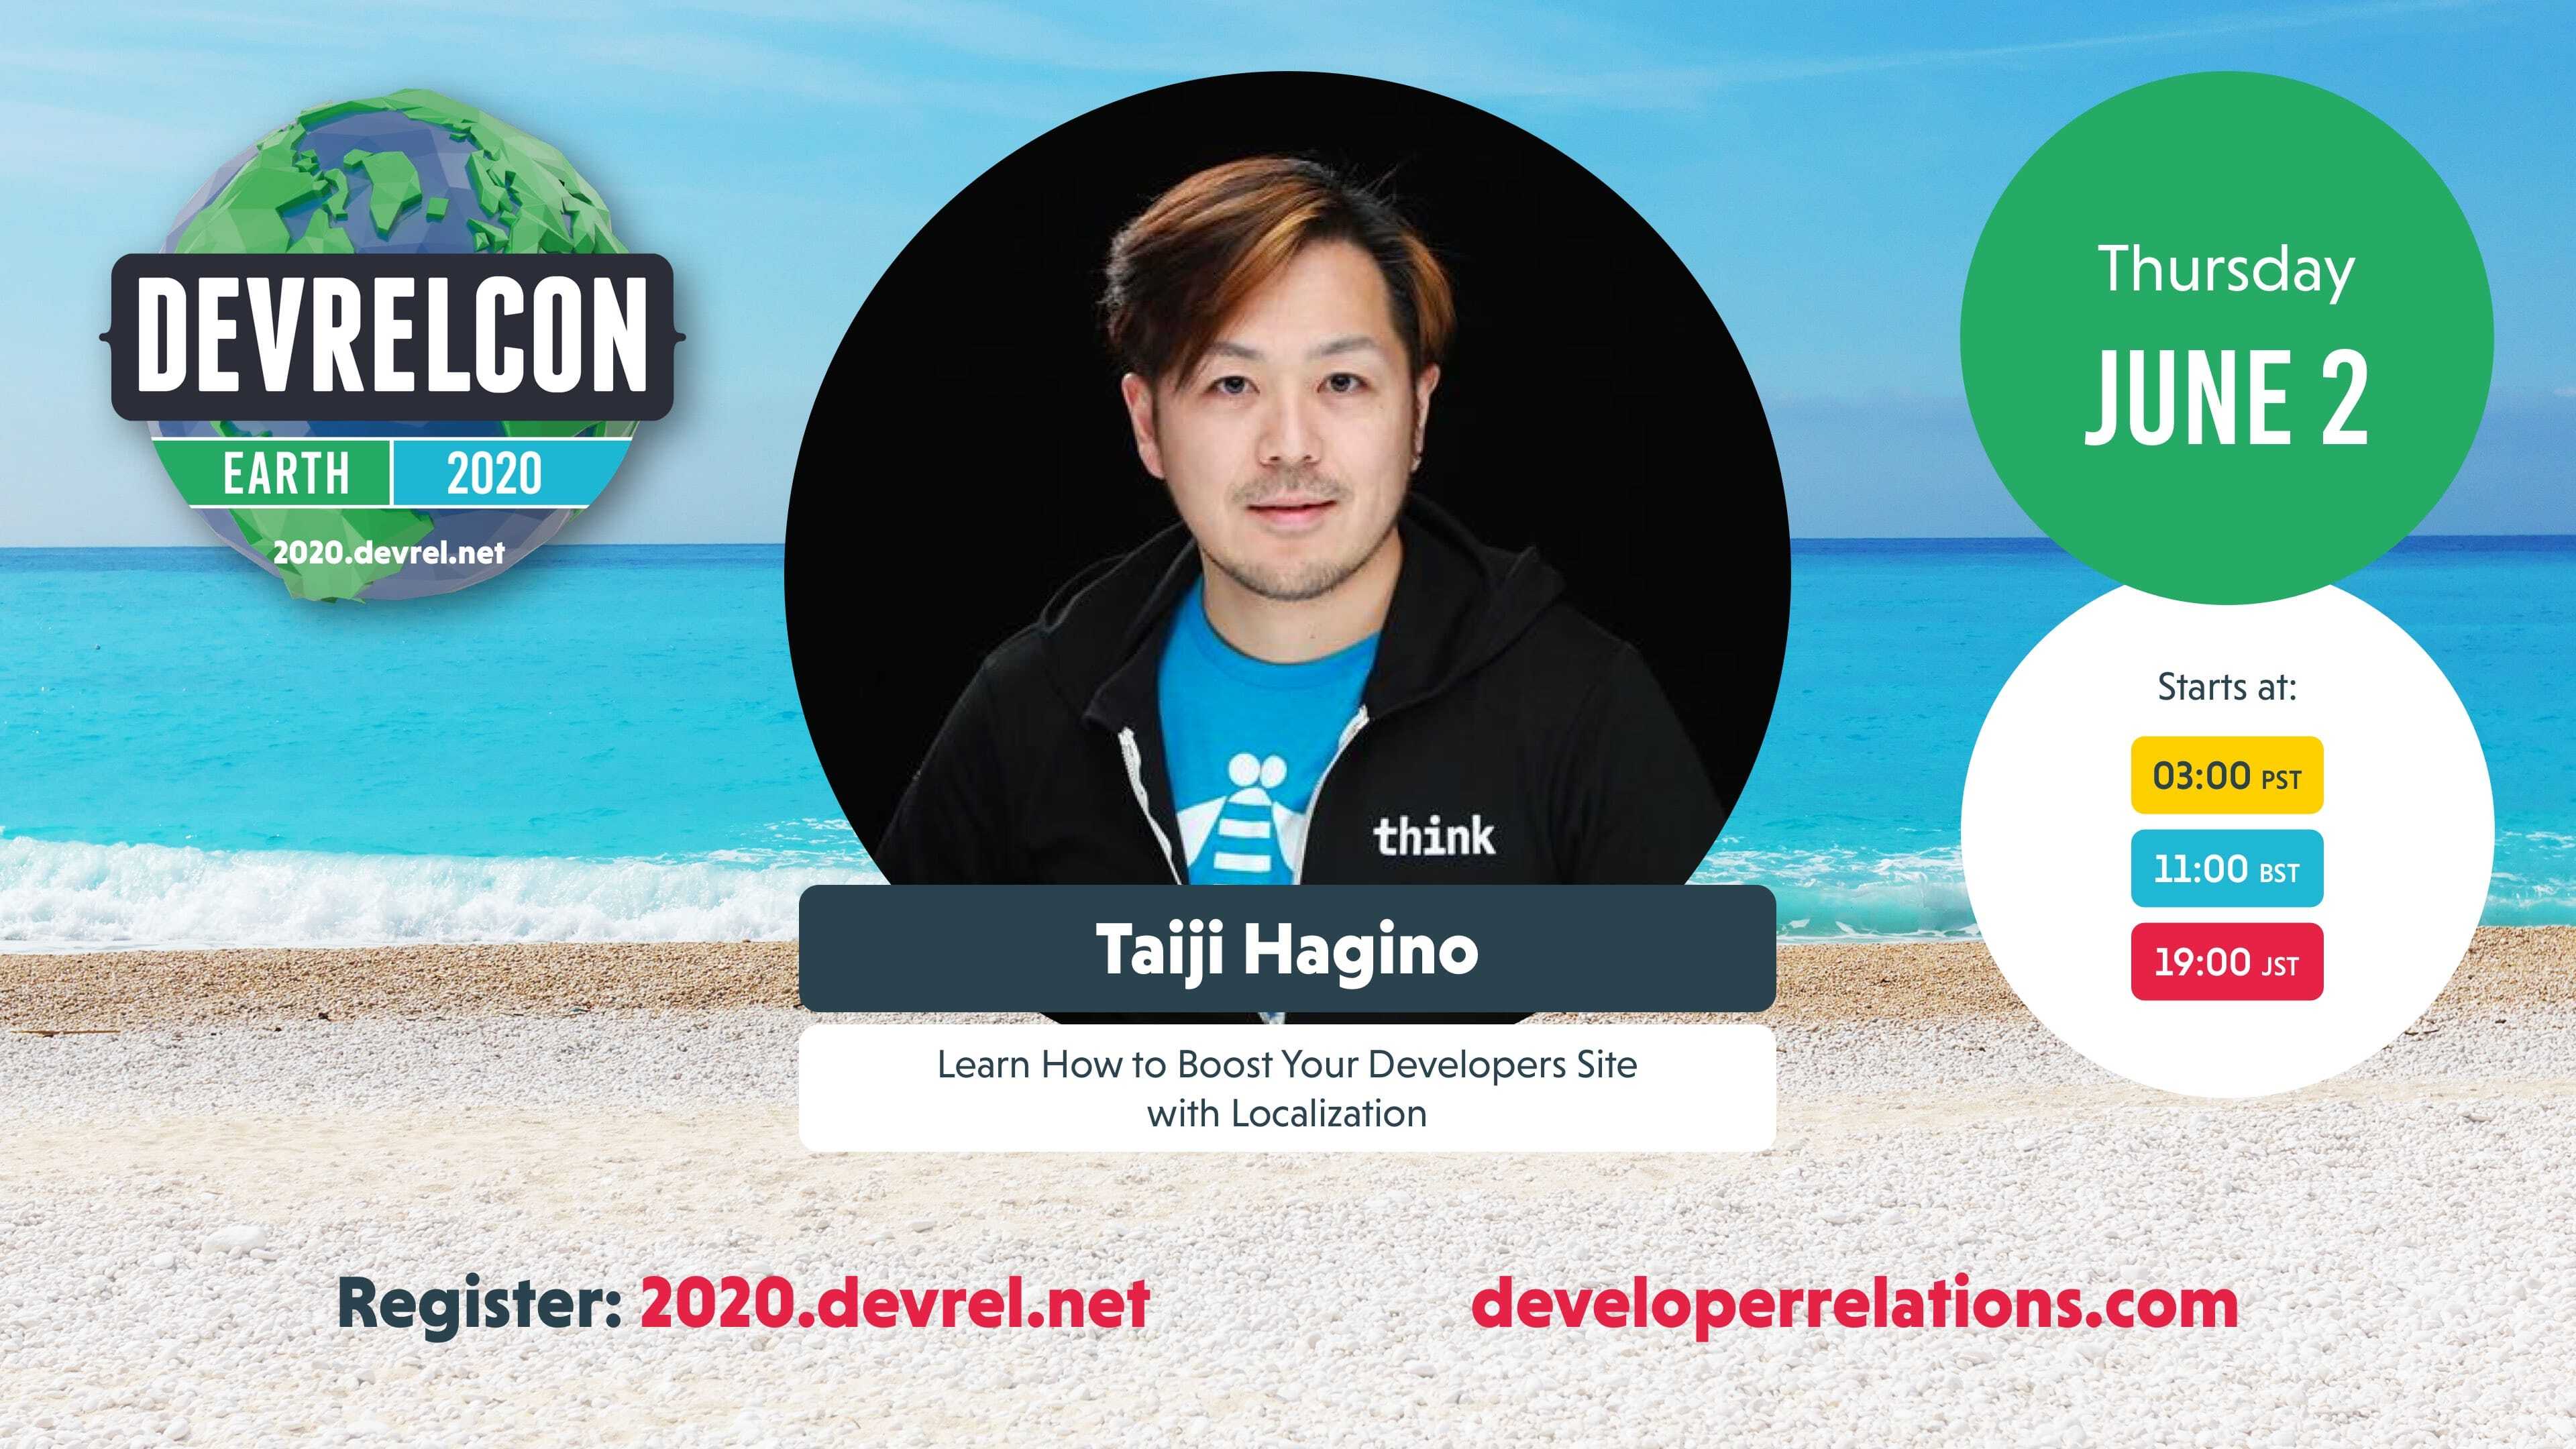 DEVRELCON
EARTH 2020
2020.devrel.net
think
Taiji Hagino
Learn How to Boost Your Developers Site
with Localization
Thursday
JUNE 2
Starts at:
03:00 PST
11:00 BST
19:00 JST
Register: 2020.devrel.net
developerrelations.com